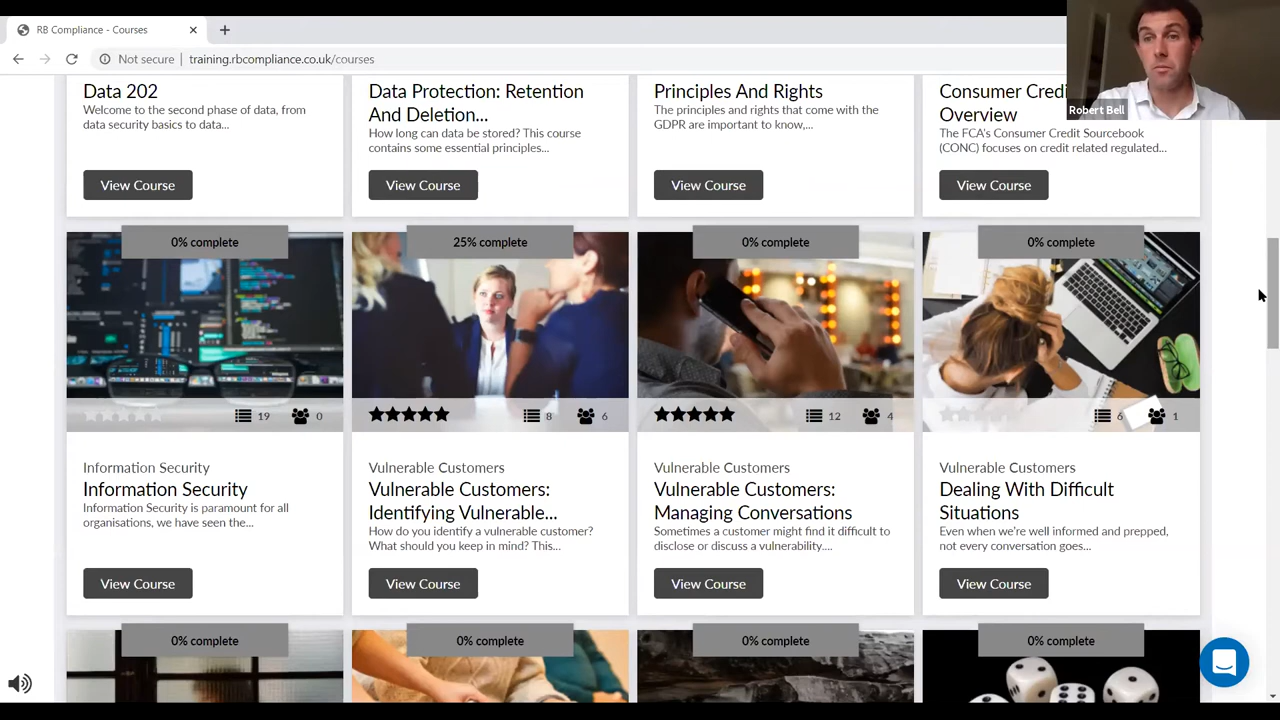 RB Compliance - Courses
Not secure
training.rbcompliance.co.uk/courses
Robert Bell
Data 202
Welcome to the second phase of data, from
data security basics to data...
View Course
Data Protection: Retention
And Deletion...
How long can data be stored? This course
contains some essential principles...
View Course
Principles And Rights
The principles and rights that come with the
GDPR are important to know,...
View Course
Consumer Credi
Overview
The FCA's Consumer Credit Sourcebook
(CONC) focuses on credit related regulated...
View Course
0% complete
19 0
Information Security
Information Security
Information Security is paramount for all
organisations, we have seen the...
View Course
25% complete
8 6
Vulnerable Customers
Vulnerable Customers:
Identifying Vulnerable...
How do you identify a vulnerable customer?
What should you keep in mind? This...
View Course
0% complete
12 4
Vulnerable Customers
Vulnerable Customers:
Managing Conversations
Sometimes a customer might find it difficult to
disclose or discuss a vulnerability....
View Course
0% complete
6 1
Vulnerable Customers
Dealing With Difficult
Situations
Even when we're well informed and prepped,
not every conversation goes...
View Course
0% complete
0% complete
0% complete
0% complete